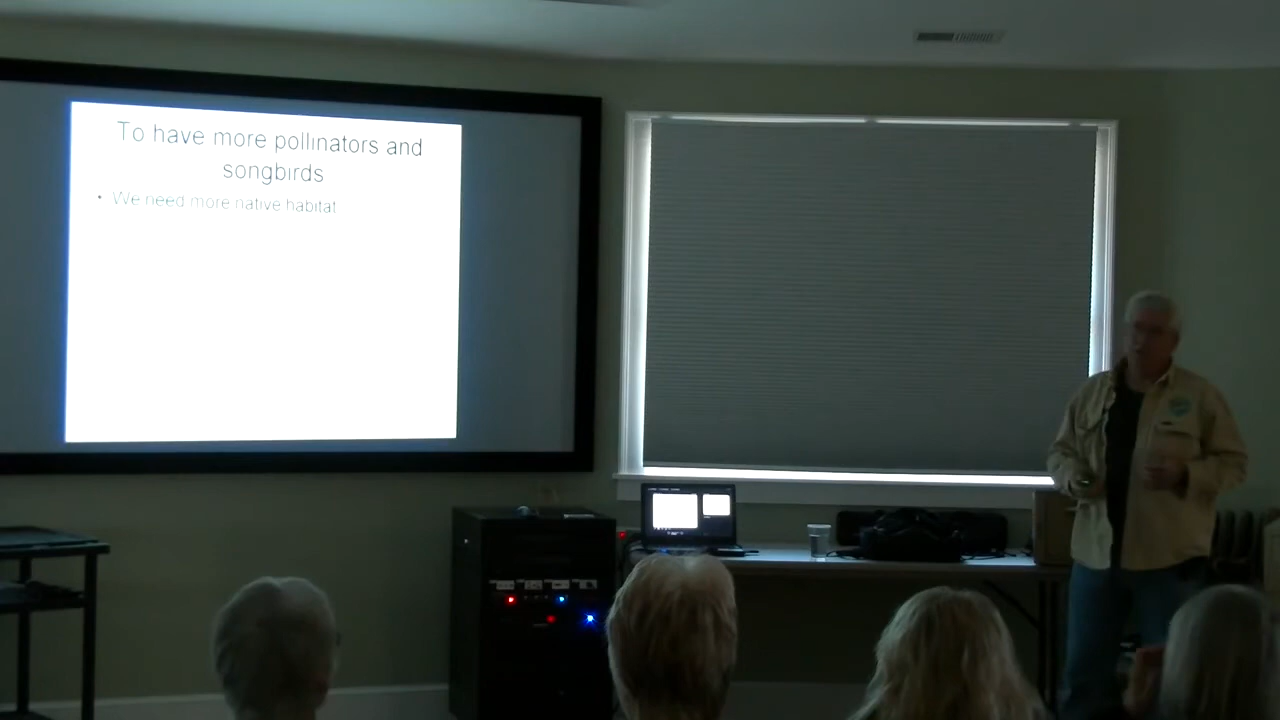 To have more pollinators and
songbirds
• We need more native habitat